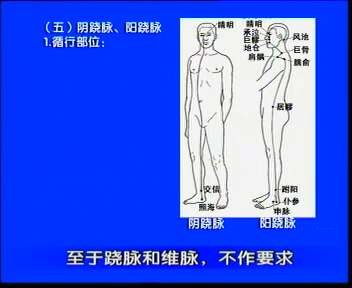 （五）阴跷脉、阳跷脉
1.循行部位：
睛明
睛明
承泣
巨髎
地仓
肩髃
风池
巨骨
臑俞
居髎
交信
照海
跗阳
仆参
申脉
阴跷脉
阳跷脉
至于跷脉和维脉，不作要求